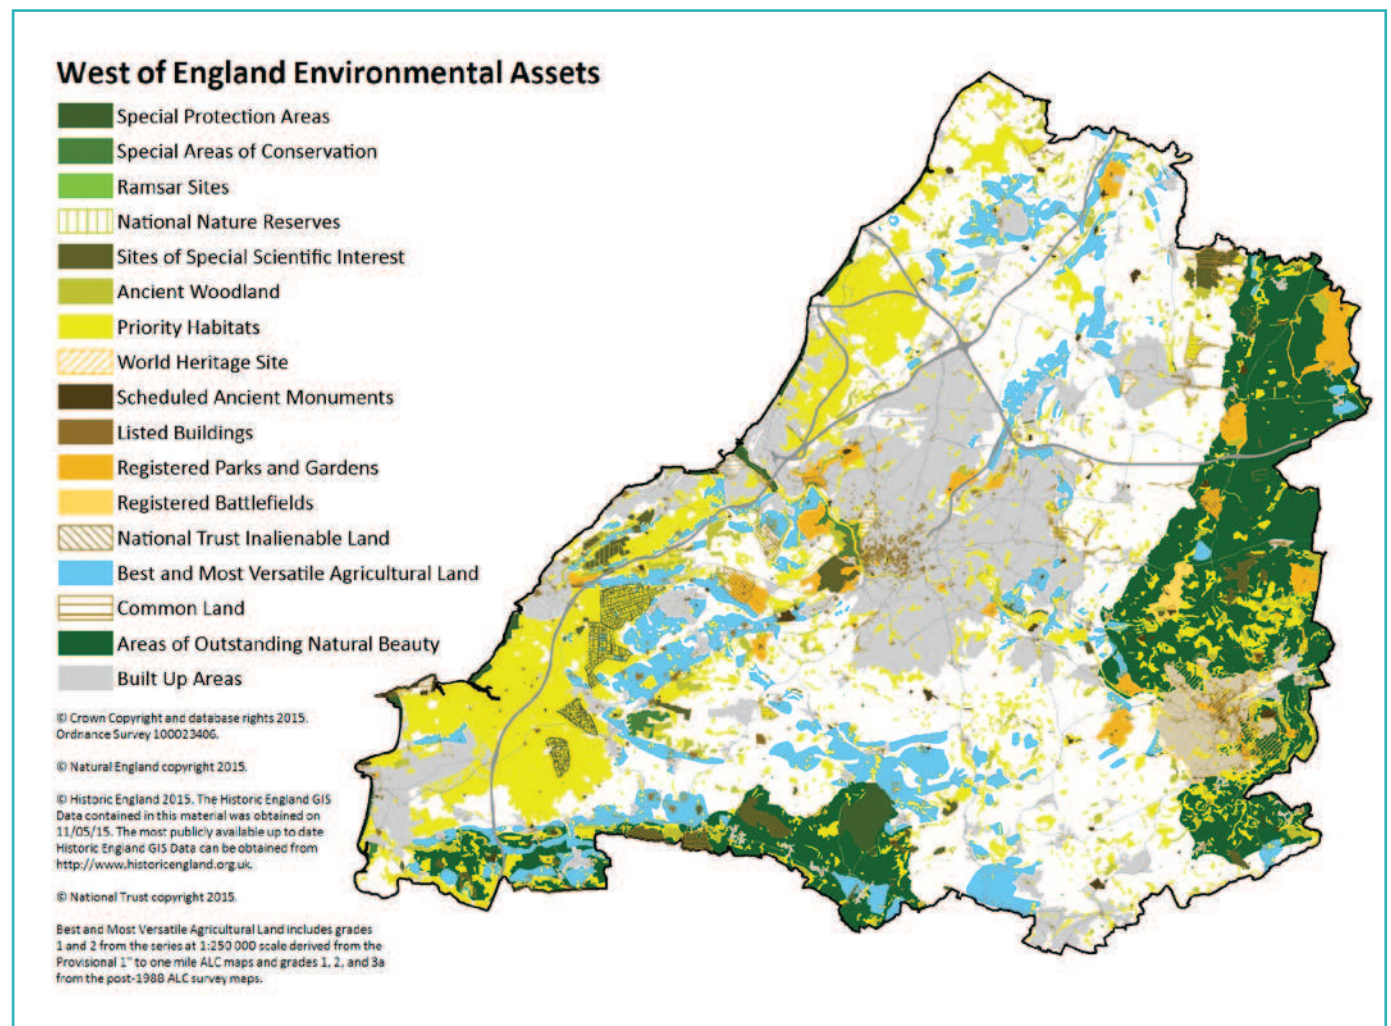 West of England Environmental Assets
Special Protection Areas
Special Areas of Conservation
Ramsar Sites
National Nature Reserves
Sites of Special Scientific Interest
Ancient Woodland
Priority Habitats
World Heritage Site
Scheduled Ancient Monuments
Listed Buildings
Registered Parks and Gardens
Registered Battlefields
National Trust Inalienable Land
Best and Most Versatile Agricultural Land
Common Land
Areas of Outstanding Natural Beauty
Built Up Areas
© Crown Copyright and database rights 2015.
Ordnance Survey 100023406.
© Natural England copyright 2015.
© Historic England 2015. The Historic England GIS
Data contained in this material was obtained on
11/05/15. The most publicly available up to date
Historic England GIS Data can be obtained from
http://www.historicengland.org.uk.
© National Trust copyright 2015.
Best and Most Versatile Agricultural Land includes grades
1 and 2 from the series at 1:250 000 scale derived from the
Provisional 1" to one mile ALC maps and grades 1, 2, and 3a
from the post-1988 ALC survey maps.